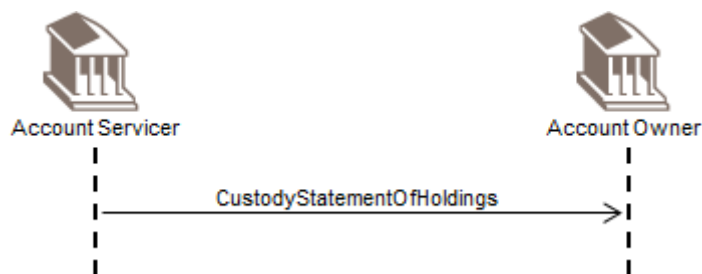 Account Servicer
Account Owner
CustodyStatementOfHoldings